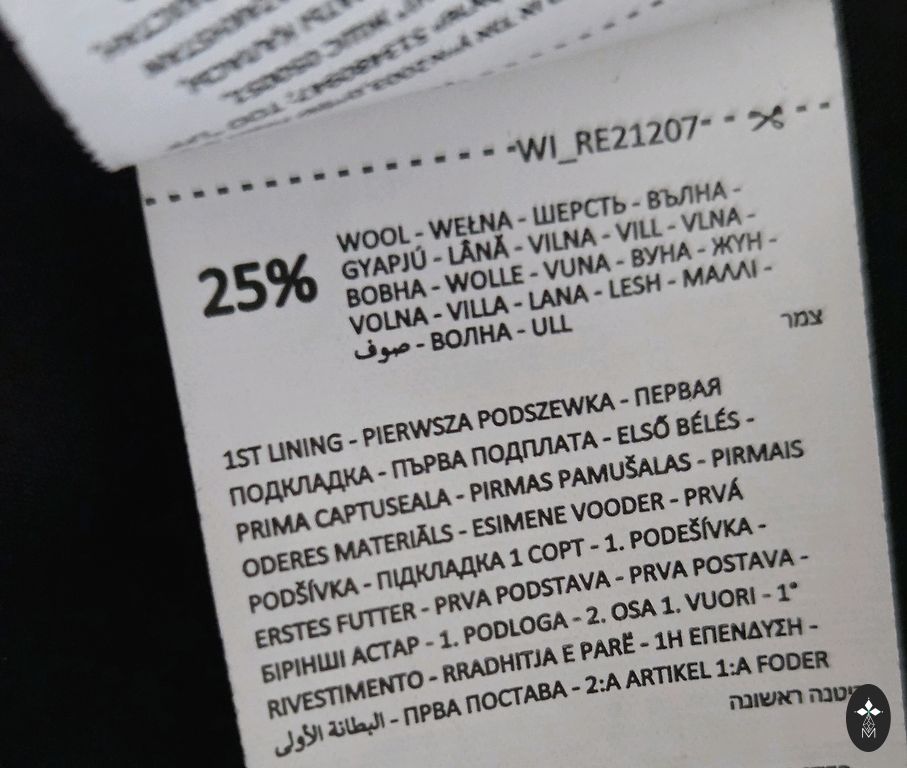 WI_RE21207
25%
WOOL - WEŁNA - ШЕРСТЬ - ВЪЛНА -
GYAPJÚ - LÂNĂ - VILNA - VILL - VLNA -
ВОВНА - WOLLE - VUNA - ВУНА - ЖҮН -
VOLNA - VILLA - LANA - LESH - ΜΑΛΛΙ -
صوف - ВОЛНА - ULL
צמר
1ST LINING - PIERWSZA PODSZEWKA - ПЕРВАЯ
ПОДКЛАДКА - ПЪРВА ПОДПЛАТА - ELSŐ BÉLÉS -
PRIMA CAPTUSEALA - PIRMAS PAMUŠALAS - PIRMAIS
ODERES MATERIĀLS - ESIMENE VOODER - PRVÁ
PODŠÍVKA - ПІДКЛАДКА 1 СОРТ - 1. PODEŠÍVKA -
ERSTES FUTTER - PRVA PODSTAVA - PRVA POSTAVA -
БІРІНШІ АСТАР - 1. PODLOGA - 2. OSA 1. VUORI - 1°
RIVESTIMENTO - RRADHITJA E PARË - 1Η ΕΠΕΝΔΥΣΗ -
البطانة الأولى - ПРВА ПОСТАВА - 2:A ARTIKEL 1:A FODER
ראשונה